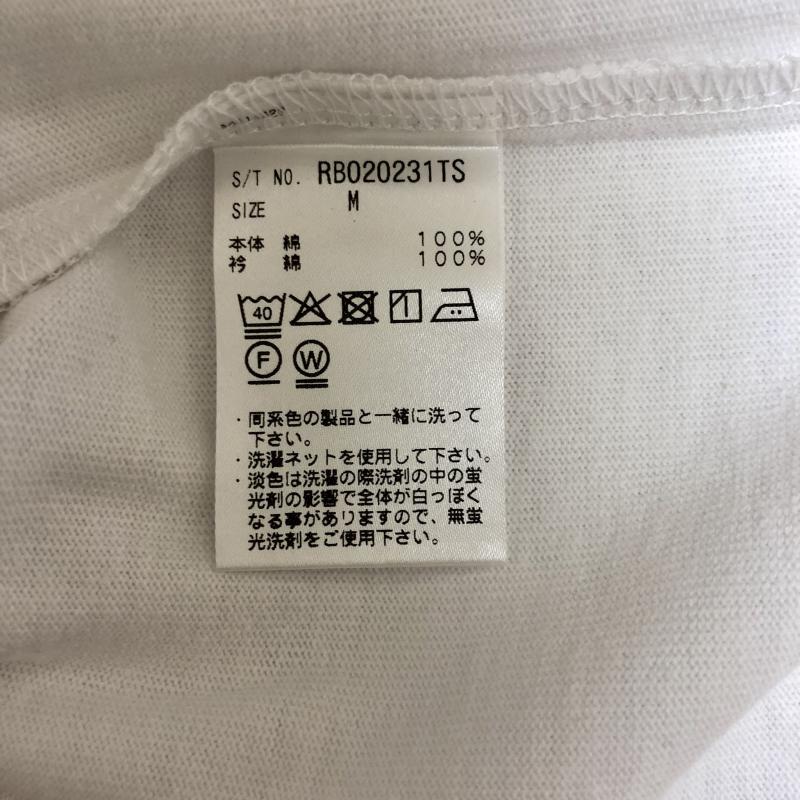 S/T NO. RB020231TS
SIZE M
本体 綿 100%
衿 綿 100%
40
F W
・同系色の製品と一緒に洗って
下さい。
・洗濯ネットを使用して下さい。
・淡色は洗濯の際洗剤の中の蛍
光剤の影響で全体が白っぽく
なる事がありますので、無蛍
光洗剤をご使用下さい。